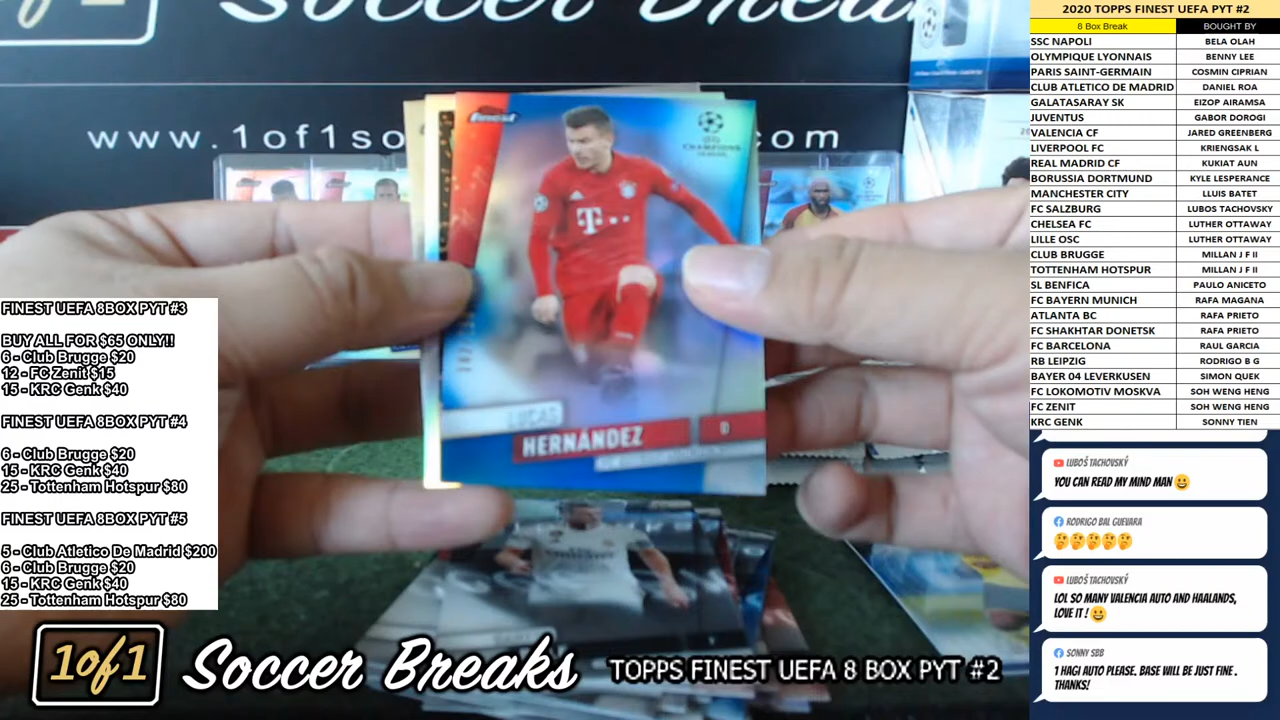 Soccer Breaks
www.1of1so
com
Finest
CHAMPIONS
LUCAS
HERNÁNDEZ
D
FINEST UEFA 8BOX PYT #3
BUY ALL FOR $65 ONLY!!
6 - Club Brugge $20
12 - FC Zenit $15
15 - KRC Genk $40
FINEST UEFA 8BOX PYT #4
6 - Club Brugge $20
15 - KRC Genk $40
25 - Tottenham Hotspur $80
FINEST UEFA 8BOX PYT #5
5 - Club Atletico De Madrid $200
6 - Club Brugge $20
15 - KRC Genk $40
25 - Tottenham Hotspur $80
1of1 Soccer Breaks TOPPS FINEST UEFA 8 BOX PYT #2
2020 TOPPS FINEST UEFA PYT #2
8 Box Break BOUGHT BY
SSC NAPOLI BELA OLAH
OLYMPIQUE LYONNAIS BENNY LEE
PARIS SAINT-GERMAIN COSMIN CIPRIAN
CLUB ATLETICO DE MADRID DANIEL ROA
GALATASARAY SK EIZOP AIRAMSA
JUVENTUS GABOR DOROGI
VALENCIA CF JARED GREENBERG
LIVERPOOL FC KRIENGSAK L
REAL MADRID CF KUKIAT AUN
BORUSSIA DORTMUND KYLE LESPERANCE
MANCHESTER CITY LLUIS BATET
FC SALZBURG LUBOS TACHOVSKY
CHELSEA FC LUTHER OTTAWAY
LILLE OSC LUTHER OTTAWAY
CLUB BRUGGE MILLAN J F II
TOTTENHAM HOTSPUR MILLAN J F II
SL BENFICA PAULO ANICETO
FC BAYERN MUNICH RAFA MAGANA
ATLANTA BC RAFA PRIETO
FC SHAKHTAR DONETSK RAFA PRIETO
FC BARCELONA RAUL GARCIA
RB LEIPZIG RODRIGO B G
BAYER 04 LEVERKUSEN SIMON QUEK
FC LOKOMOTIV MOSKVA SOH WENG HENG
FC ZENIT SOH WENG HENG
KRC GENK SONNY TIEN
LUBOŠ TACHOVSKÝ
YOU CAN READ MY MIND MAN 😀
RODRIGO BAL GUEVARA
🤔🤔🤔🤔🤔
LUBOŠ TACHOVSKÝ
LOL SO MANY VALENCIA AUTO AND HAALANDS,
LOVE IT ! 😀
SONNY SBB
1 HAGI AUTO PLEASE. BASE WILL BE JUST FINE .
THANKS!